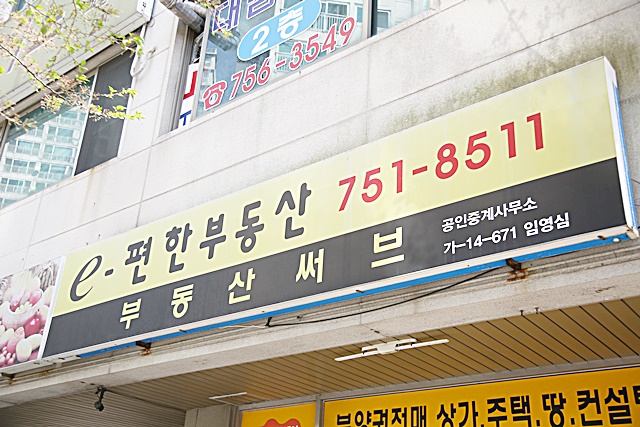 2층
☎756-3549
e-편한부동산 751-8511
부동산써브
공인중개사무소
가-14-671 임영심
분양권전매.상가.주택.땅.컨설팅